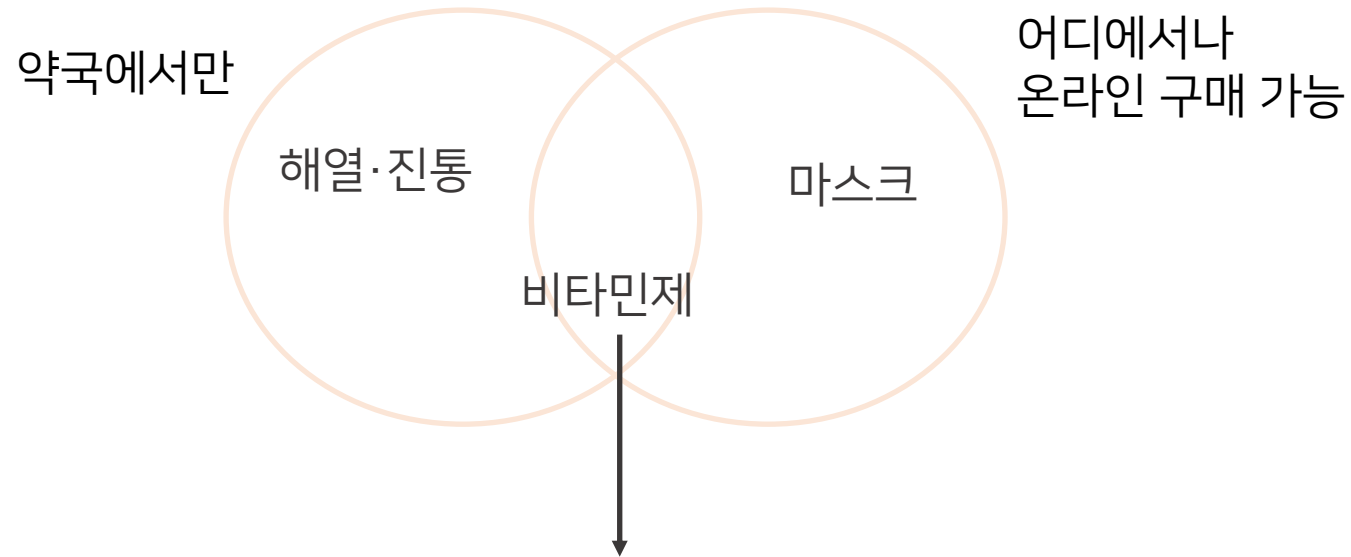 약국에서만
어디에서나
온라인 구매 가능
해열·진통
마스크
비타민제